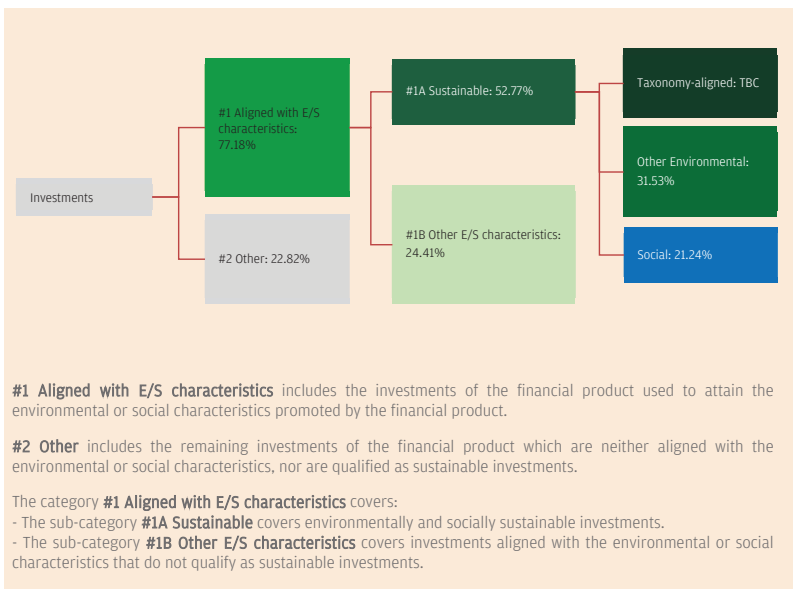 Investments
#1 Aligned with E/S
characteristics:
77.18%
#2 Other: 22.82%
#1A Sustainable: 52.77%
#1B Other E/S characteristics:
24.41%
Taxonomy-aligned: TBC
Other Environmental:
31.53%
Social: 21.24%
#1 Aligned with E/S characteristics includes the investments of the financial product used to attain the
environmental or social characteristics promoted by the financial product.
#2 Other includes the remaining investments of the financial product which are neither aligned with the
environmental or social characteristics, nor are qualified as sustainable investments.
The category #1 Aligned with E/S characteristics covers:
- The sub-category #1A Sustainable covers environmentally and socially sustainable investments.
- The sub-category #1B Other E/S characteristics covers investments aligned with the environmental or social
characteristics that do not qualify as sustainable investments.